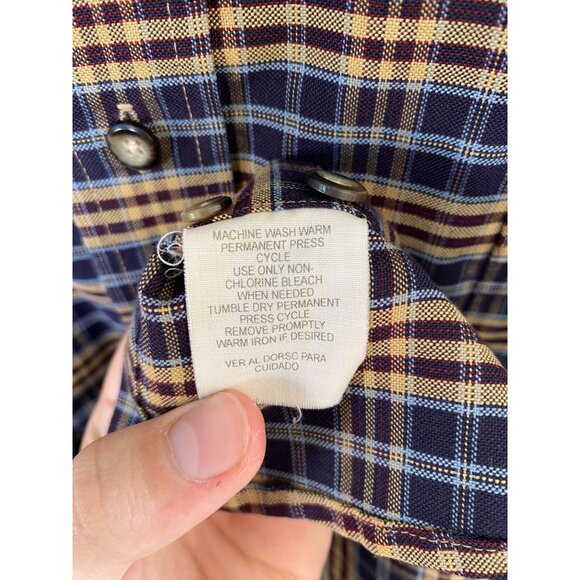 MACHINE WASH WARM
PERMANENT PRESS
CYCLE
USE ONLY NON-
CHLORINE BLEACH
WHEN NEEDED
TUMBLE DRY PERMANENT
PRESS CYCLE
REMOVE PROMPTLY
WARM IRON IF DESIRED
VER AL DORSO PARA
CUIDADO